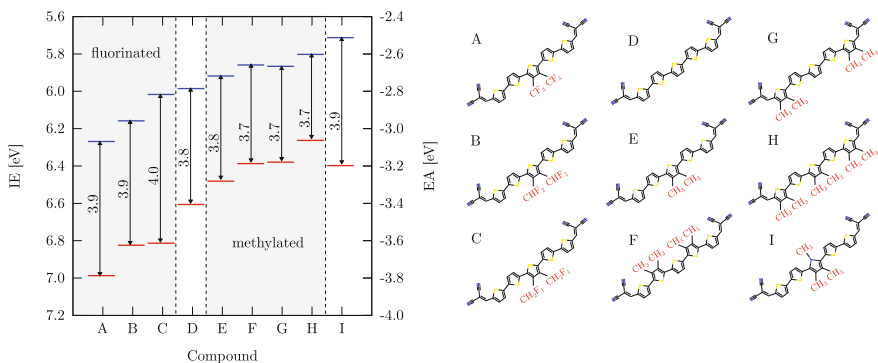 5.6
5.8
6.0
6.2
6.4
6.6
6.8
7.0
7.2
IE [eV]
-2.4
-2.6
-2.8
-3.0
-3.2
-3.4
-3.6
-3.8
-4.0
EA [eV]
fluorinated
methylated
3.9
3.9
4.0
3.8
3.8
3.7
3.7
3.7
3.9
A B C D E F G H I
Compound
A
CF3 CF3
D
G
CH3 CH3
CH3 CH3
B
CHF2 CHF2
E
CH3 CH3
H
CH3 CH3 CH3 CH3 CH3 CH3
C
CH2F1 CH2F1
F
CH3 CH3 CH3 CH3
I
CH3
CH3 CH3